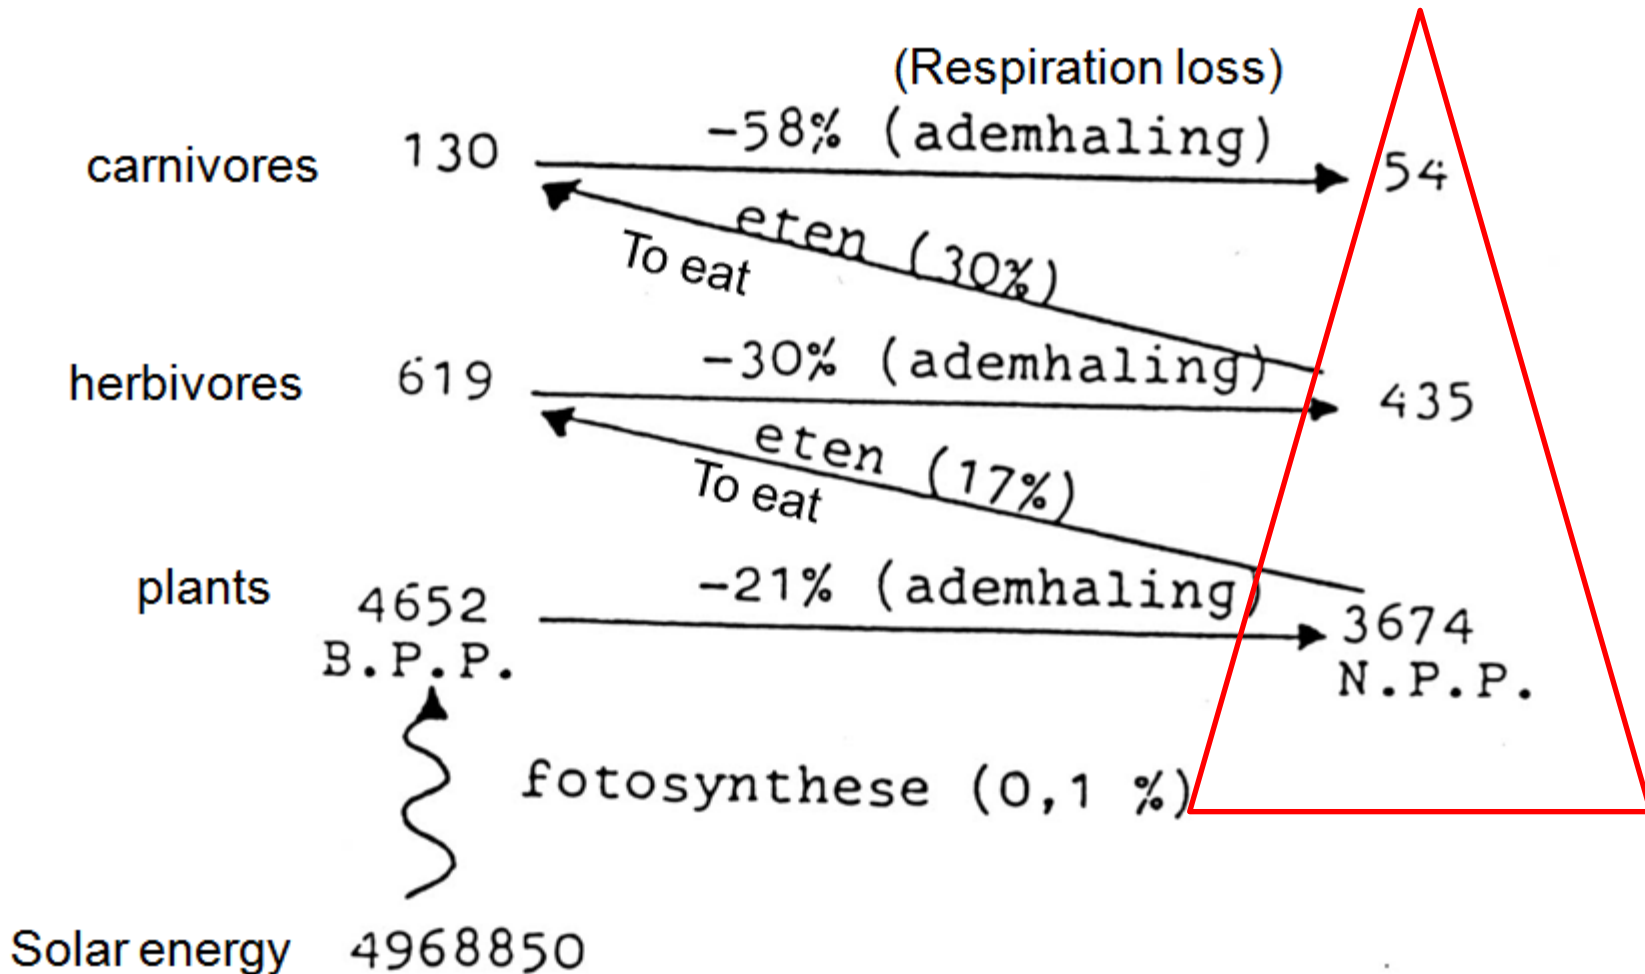 (Respiration loss)
carnivores 130 -58% (ademhaling) 54
eten (30%)
To eat
herbivores 619 -30% (ademhaling) 435
eten (17%)
To eat
plants 4652 -21% (ademhaling) 3674
B.P.P. N.P.P.
fotosynthese (0,1 %)
Solar energy 4968850